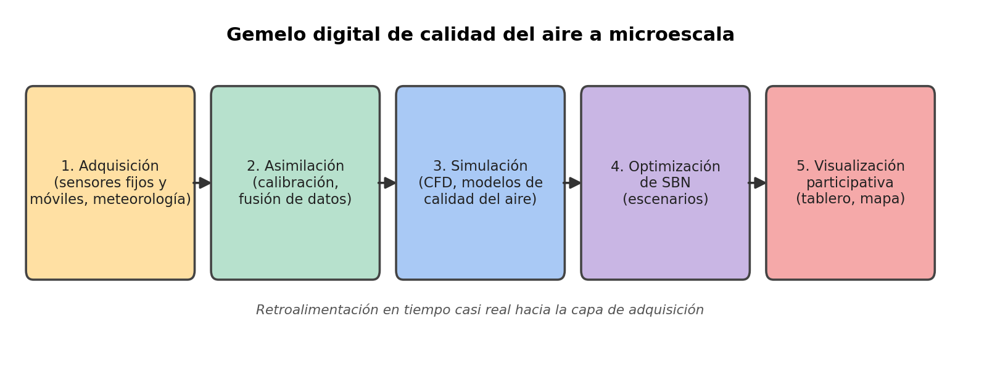 Gemelo digital de calidad del aire a microescala
1. Adquisición
(sensores fijos y
móviles, meteorología)
2. Asimilación
(calibración,
fusión de datos)
3. Simulación
(CFD, modelos de
calidad del aire)
4. Optimización
de SBN
(escenarios)
5. Visualización
participativa
(tablero, mapa)
Retroalimentación en tiempo casi real hacia la capa de adquisición